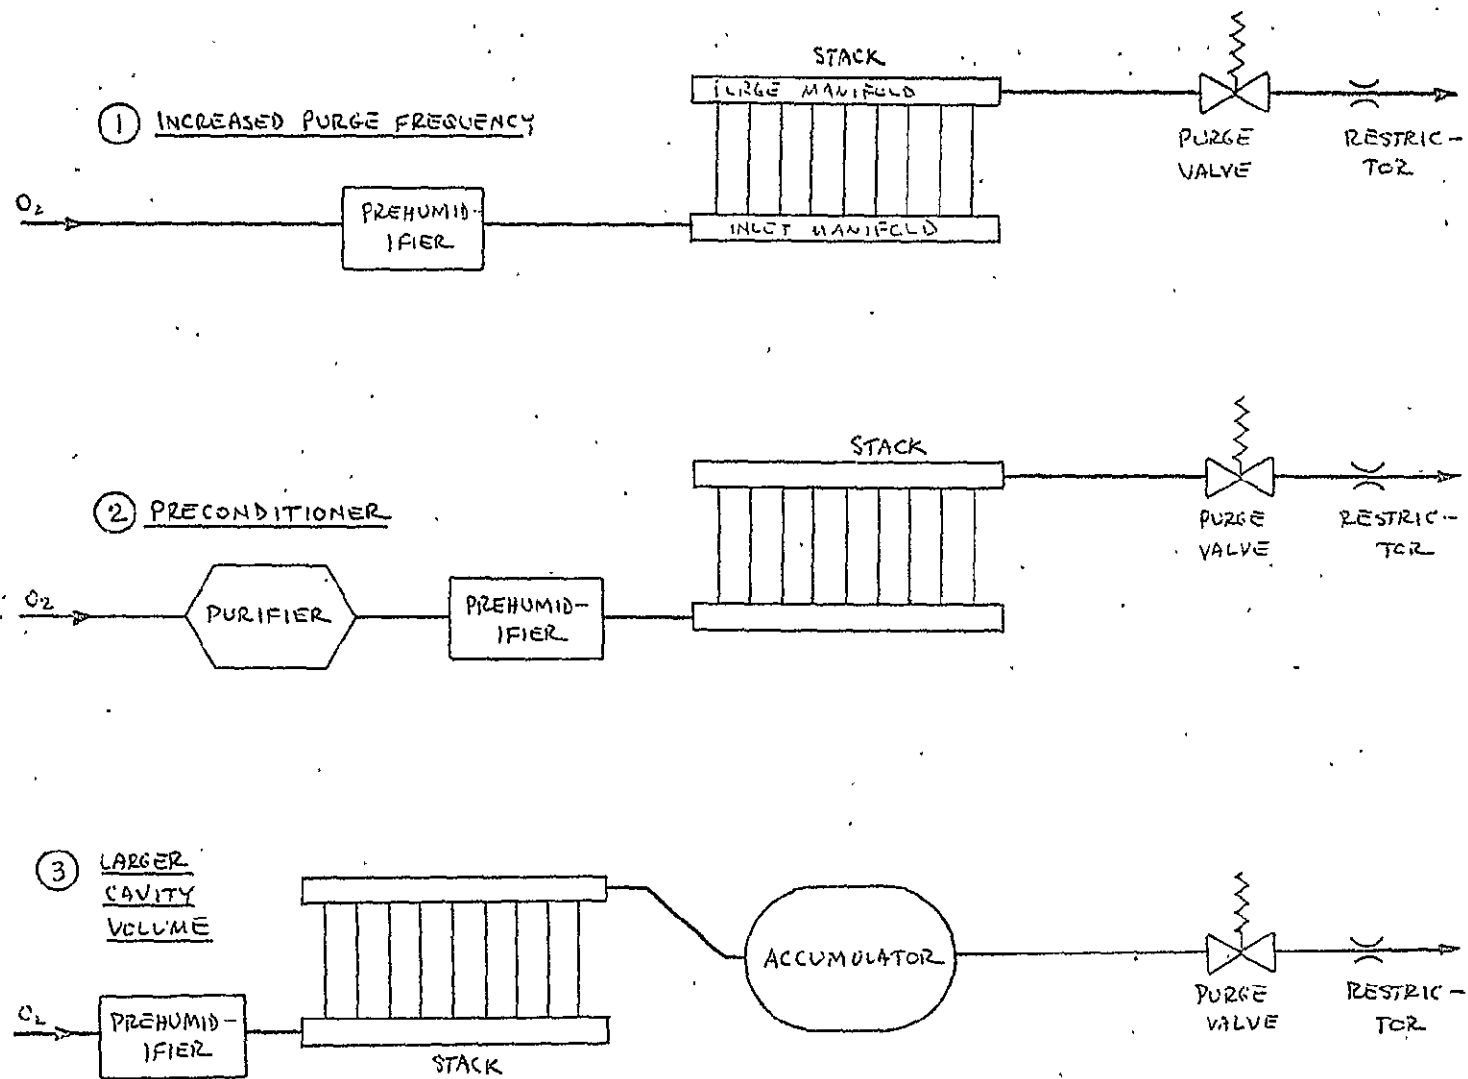 STACK
PURGE MANIFOLD
① INCREASED PURGE FREQUENCY
PURGE
VALVE
RESTRIC-
TOR
O₂
PREHUMID-
IFIER
INLET MANIFOLD
STACK
② PRECONDITIONER
PURGE
VALVE
RESTRIC-
TOR
O₂
PURIFIER
PREHUMID-
IFIER
③ LARGER
CAVITY
VOLUME
ACCUMULATOR
PURGE
VALVE
RESTRIC-
TOR
O₂
PREHUMID-
IFIER
STACK